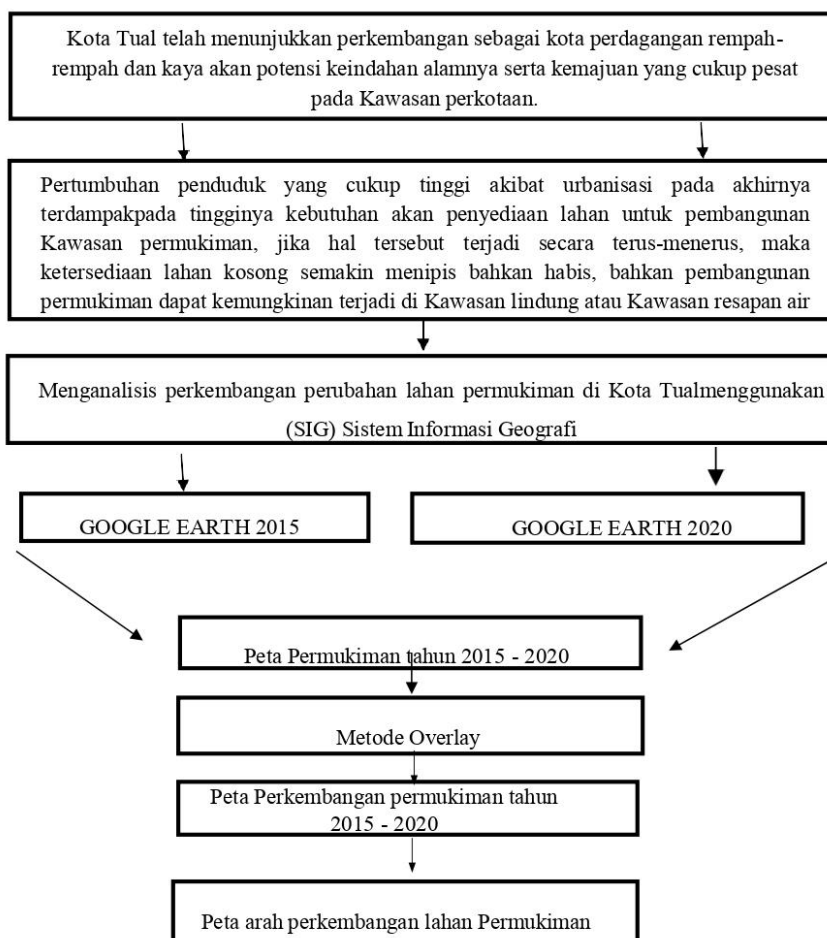 Kota Tual telah menunjukkan perkembangan sebagai kota perdagangan rempah-
rempah dan kaya akan potensi keindahan alamnya serta kemajuan yang cukup pesat
pada Kawasan perkotaan.
Pertumbuhan penduduk yang cukup tinggi akibat urbanisasi pada akhirnya
terdampakpada tingginya kebutuhan akan penyediaan lahan untuk pembangunan
Kawasan permukiman, jika hal tersebut terjadi secara terus-menerus, maka
ketersediaan lahan kosong semakin menipis bahkan habis, bahkan pembangunan
permukiman dapat kemungkinan terjadi di Kawasan lindung atau Kawasan resapan air
Menganalisis perkembangan perubahan lahan permukiman di Kota Tualmenggunakan
(SIG) Sistem Informasi Geografi
GOOGLE EARTH 2015
GOOGLE EARTH 2020
Peta Permukiman tahun 2015 - 2020
Metode Overlay
Peta Perkembangan permukiman tahun
2015 - 2020
Peta arah perkembangan lahan Permukiman